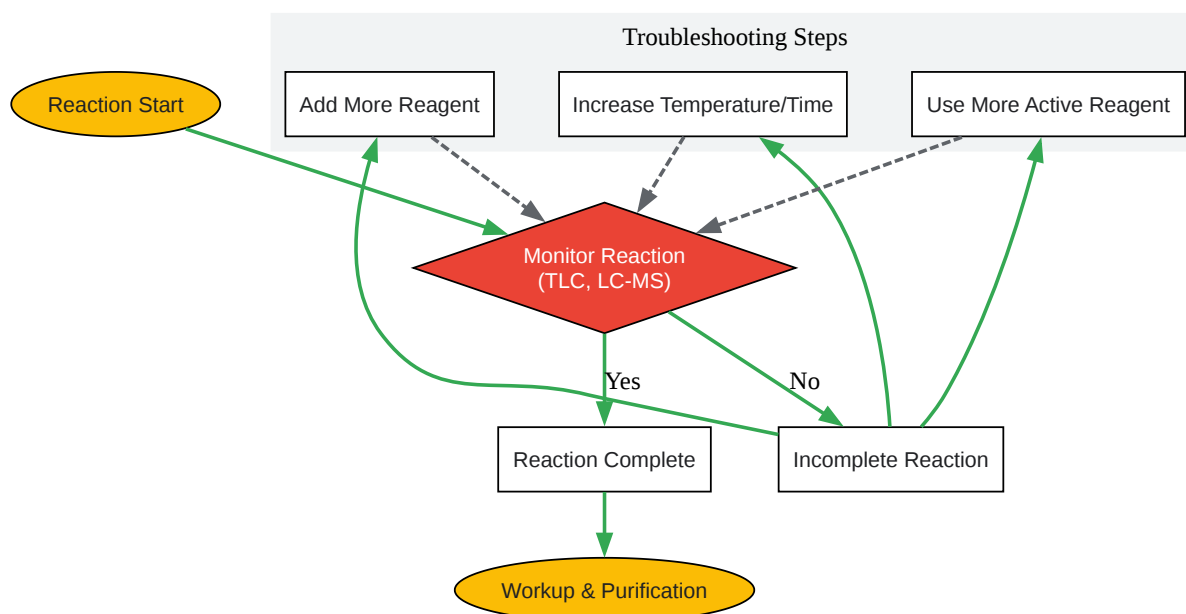 Troubleshooting Steps
Reaction Start
Add More Reagent
Increase Temperature/Time
Use More Active Reagent
Monitor Reaction
(TLC, LC-MS)
Yes
No
Reaction Complete
Incomplete Reaction
Workup & Purification